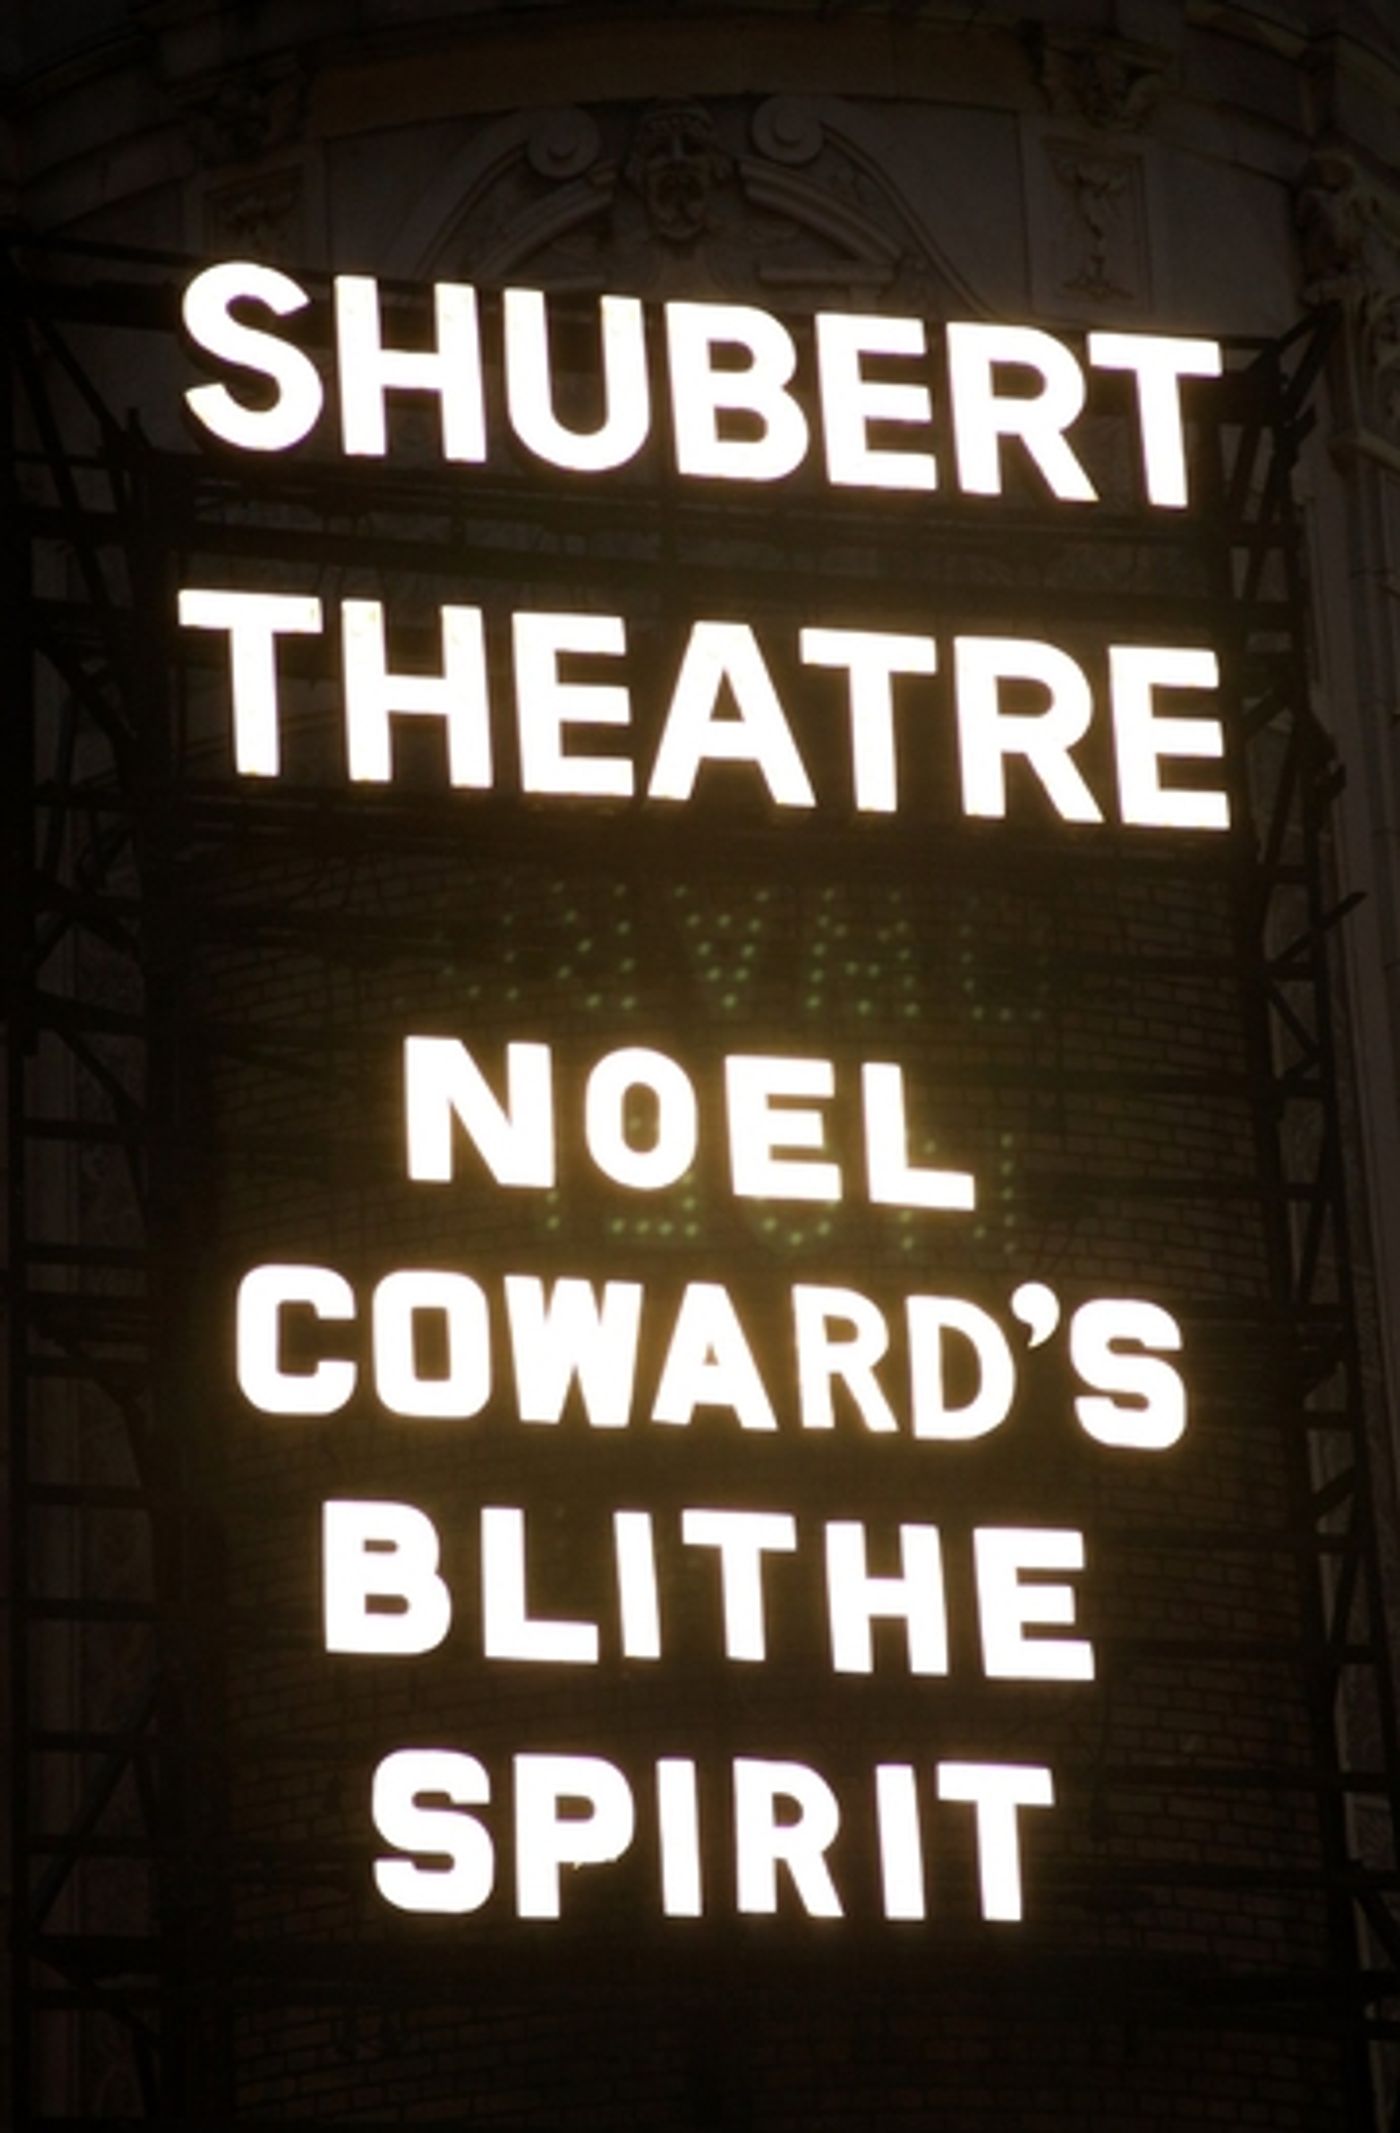 SHUBERT
THEATRE
NOEL
COWARD'S
BLITHE
SPIRIT